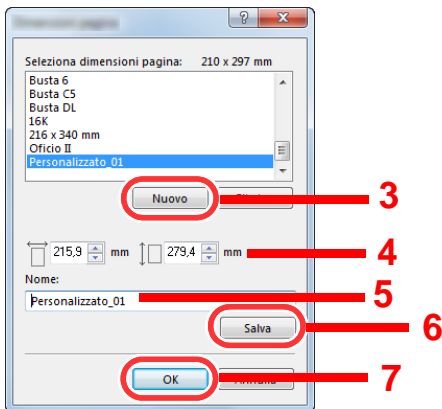 Seleziona dimensioni pagina: 210 x 297 mm
Busta 6
Busta C5
Busta DL
16K
216 x 340 mm
Oficio II
Personalizzato_01
Nuovo
3
215,9 mm 279,4 mm
4
Nome:
Personalizzato_01
5
Salva
6
OK Annulla
7